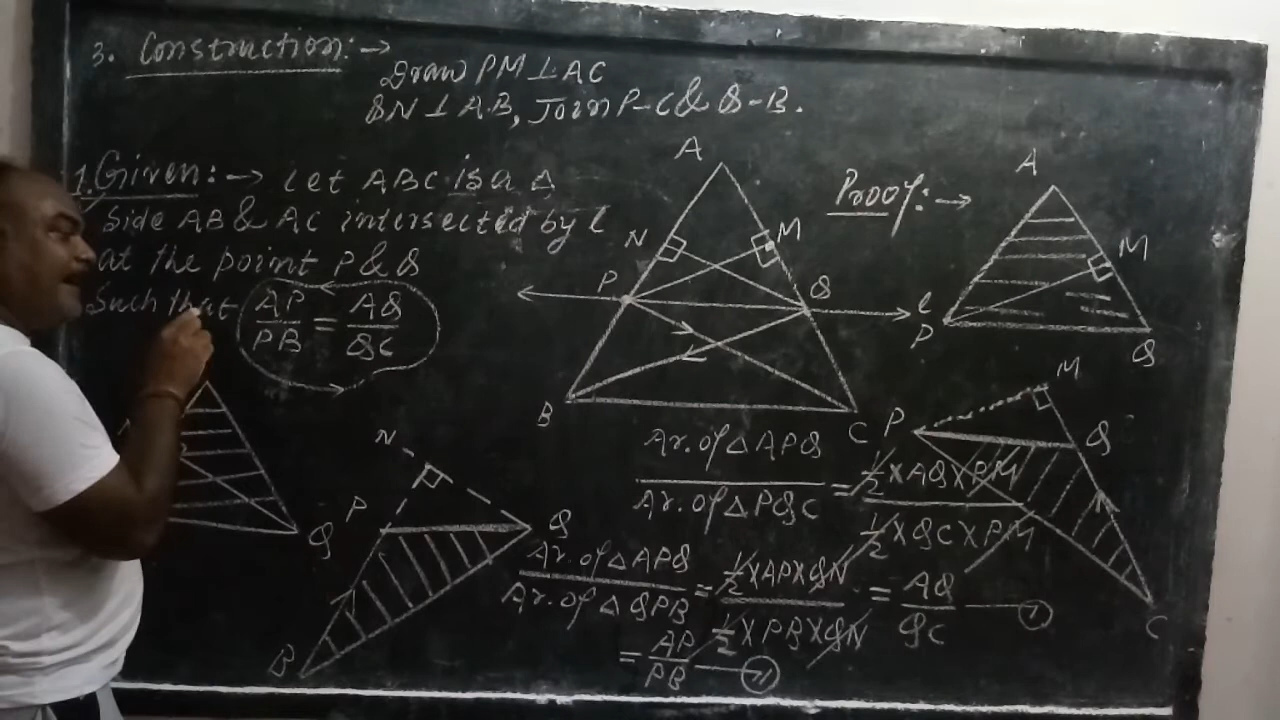 3. Construction:→
Draw PM ⊥ AC
QN ⊥ AB, Join P-C & Q-B.
1. Given:→ Let ABC is a Δ
Side AB & AC intersected by l
at the point P & Q
Such that AP/PB = AQ/QC
A
N M
P Q l
B C
Proof:→
A
M
P Q
M
P Q
C
Ar. of Δ APQ / Ar. of Δ PQC = ½ × AQ × PM / ½ × QC × PM
= AQ/QC — I
Q
N
P Q
B
Ar. of Δ APQ / Ar. of Δ QPB = ½ × AP × QN / ½ × PB × QN
= AP/PB — II